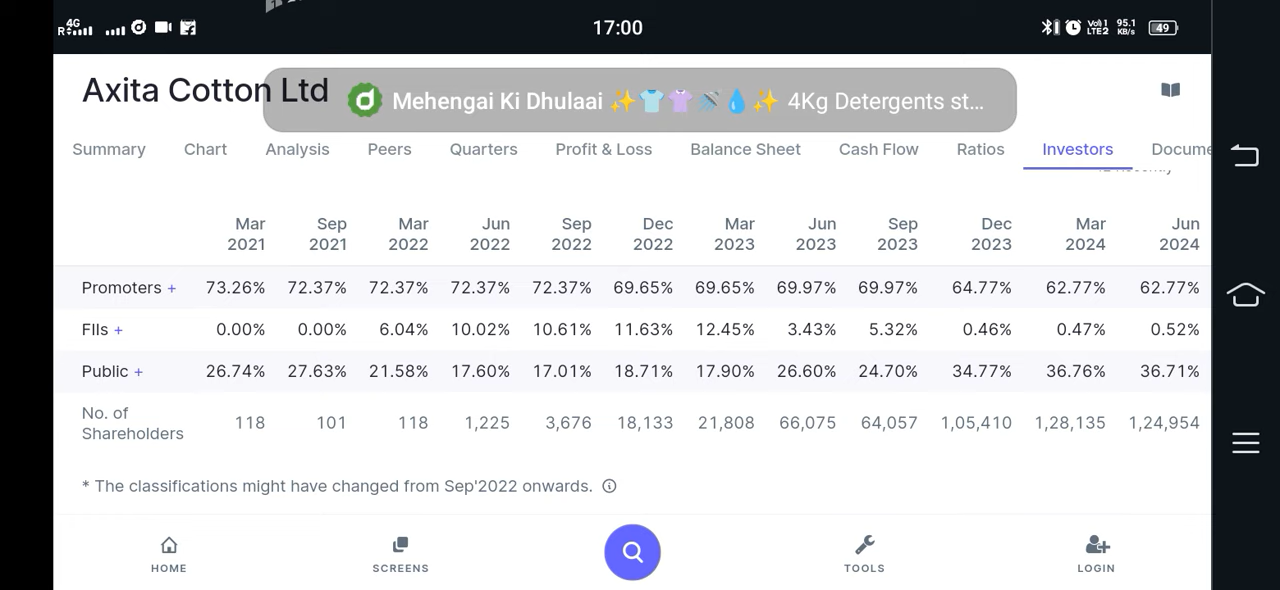 4G
R
17:00
Vo)) 1
LTE2
95.1
KB/s
49
Axita Cotton Ltd
Mehengai Ki Dhulaai ✨👕👚🚿💧✨ 4Kg Detergents st...
Summary Chart Analysis Peers Quarters Profit & Loss Balance Sheet Cash Flow Ratios Investors Docume
Mar 2021 Sep 2021 Mar 2022 Jun 2022 Sep 2022 Dec 2022 Mar 2023 Jun 2023 Sep 2023 Dec 2023 Mar 2024 Jun 2024
Promoters + 73.26% 72.37% 72.37% 72.37% 72.37% 69.65% 69.65% 69.97% 69.97% 64.77% 62.77% 62.77%
FIIs + 0.00% 0.00% 6.04% 10.02% 10.61% 11.63% 12.45% 3.43% 5.32% 0.46% 0.47% 0.52%
Public + 26.74% 27.63% 21.58% 17.60% 17.01% 18.71% 17.90% 26.60% 24.70% 34.77% 36.76% 36.71%
No. of
Shareholders 118 101 118 1,225 3,676 18,133 21,808 66,075 64,057 1,05,410 1,28,135 1,24,954
* The classifications might have changed from Sep'2022 onwards.
HOME SCREENS TOOLS LOGIN